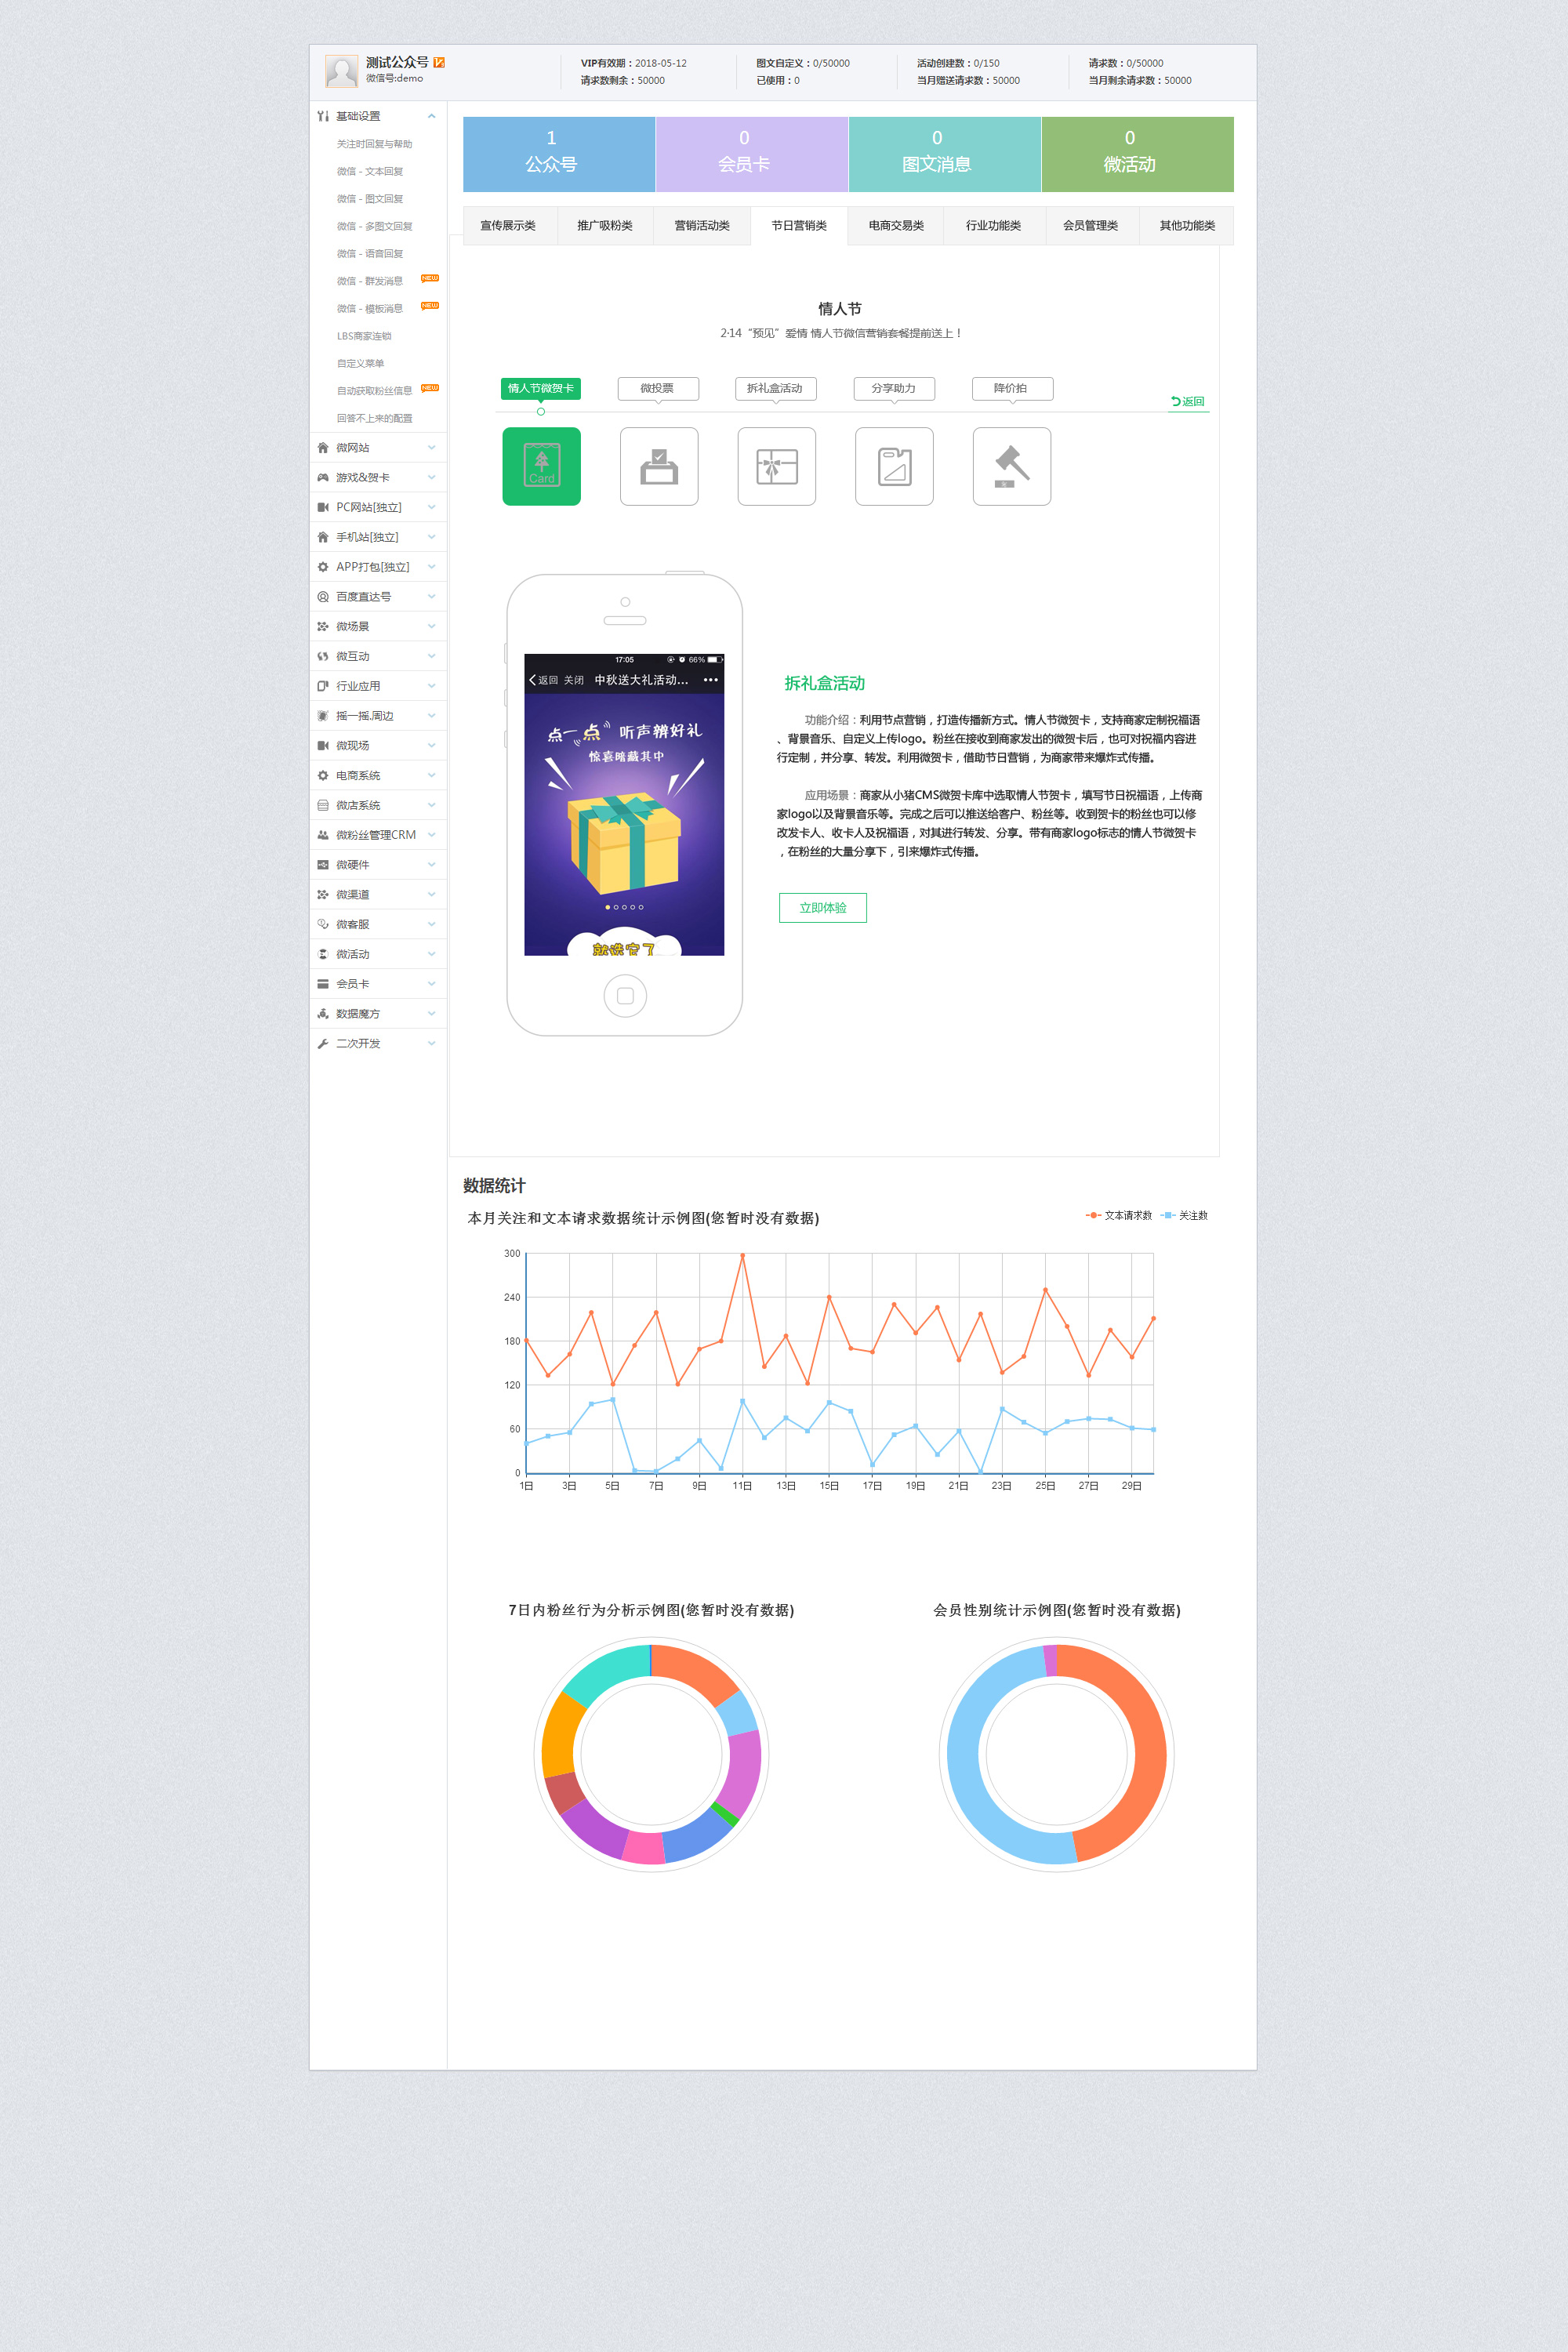 测试公众号
微信号:demo
VIP有效期：2018-05-12
请求数剩余：50000
图文自定义：0/50000
已使用：0
活动创建数：0/150
当月赠送请求数：50000
请求数：0/50000
当月剩余请求数：50000
基础设置
关注时回复与帮助
微信 - 文本回复
微信 - 图文回复
微信 - 多图文回复
微信 - 语音回复
微信 - 群发消息 NEW
微信 - 模板消息 NEW
LBS商家连锁
自定义菜单
自动获取粉丝信息 NEW
回答不上来的配置
微网站
游戏&贺卡
PC网站[独立]
手机站[独立]
APP打包[独立]
百度直达号
微场景
微互动
行业应用
摇一摇.周边
微现场
电商系统
微店系统
微粉丝管理CRM
微硬件
微渠道
微客服
微活动
会员卡
数据魔方
二次开发
1
公众号
0
会员卡
0
图文消息
0
微活动
宣传展示类 推广吸粉类 营销活动类 节日营销类 电商交易类 行业功能类 会员管理类 其他功能类
情人节
2·14“预见”爱情 情人节微信营销套餐提前送上！
情人节微贺卡 微投票 拆礼盒活动 分享助力 降价拍
返回
Card
17:05 66%
返回 关闭 中秋送大礼活动...
点一点 听声辨好礼
惊喜暗藏其中
拆礼盒活动
功能介绍：利用节点营销，打造传播新方式。情人节微贺卡，支持商家定制祝福语
、背景音乐、自定义上传logo。粉丝在接收到商家发出的微贺卡后，也可对祝福内容进
行定制，并分享、转发。利用微贺卡，借助节日营销，为商家带来爆炸式传播。
应用场景：商家从小猪CMS微贺卡库中选取情人节贺卡，填写节日祝福语，上传商
家logo以及背景音乐等。完成之后可以推送给客户、粉丝等。收到贺卡的粉丝也可以修
改发卡人、收卡人及祝福语，对其进行转发、分享。带有商家logo标志的情人节微贺卡
，在粉丝的大量分享下，引来爆炸式传播。
立即体验
数据统计
本月关注和文本请求数据统计示例图(您暂时没有数据)
文本请求数 关注数
300
240
180
120
60
0
1日 3日 5日 7日 9日 11日 13日 15日 17日 19日 21日 23日 25日 27日 29日
7日内粉丝行为分析示例图(您暂时没有数据)
会员性别统计示例图(您暂时没有数据)